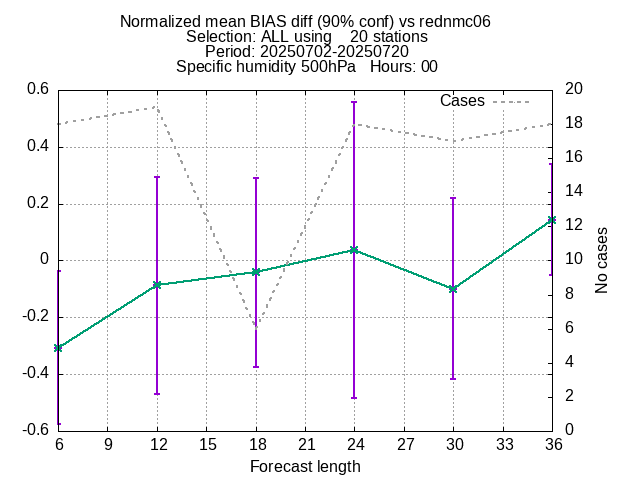 Normalized mean BIAS diff (90% conf) vs rednmc06
Selection: ALL using    20 stations
Period: 20250702-20250720
Specific humidity 500hPa   Hours: 00
Cases
0.6
0.4
0.2
0
-0.2
-0.4
-0.6
20
18
16
14
12
10
8
6
4
2
0
No cases
6 9 12 15 18 21 24 27 30 33 36
Forecast length